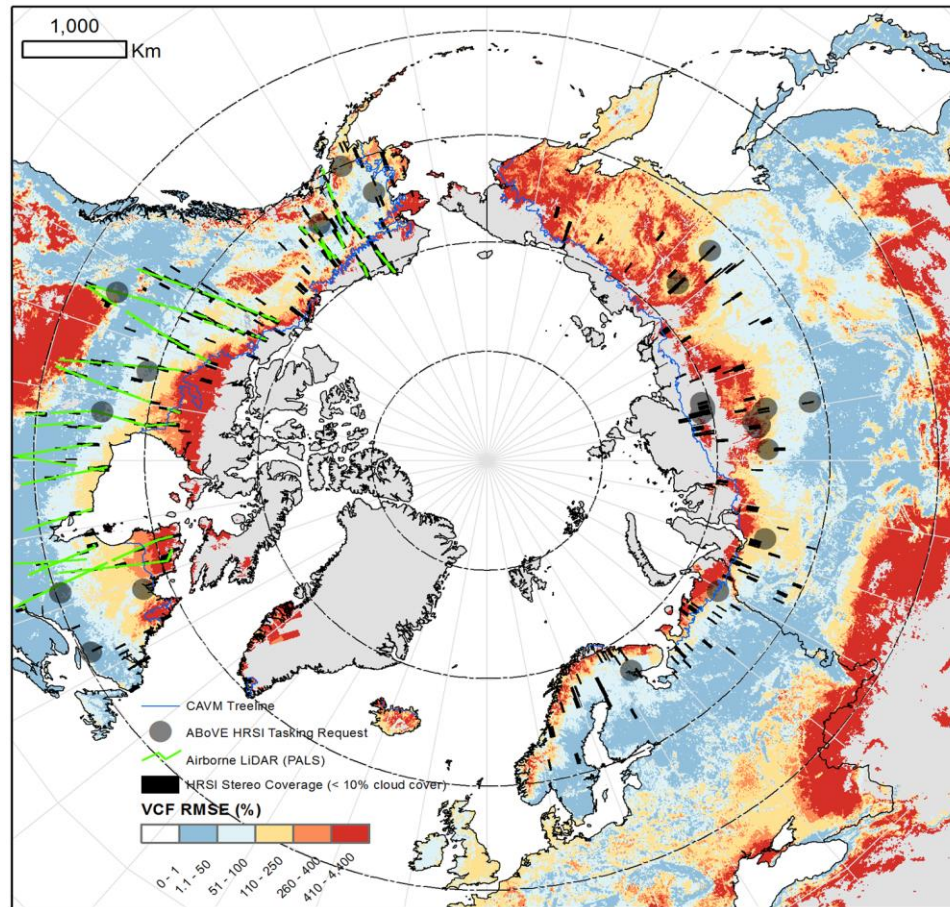 1,000
Km
CAVM Treeline
ABoVE HRSI Tasking Request
Airborne LiDAR (PALS)
HRSI Stereo Coverage (< 10% cloud cover)
VCF RMSE (%)
0 - 1
1.1 - 50
51 - 100
110 - 250
260 - 400
410 - 4,400